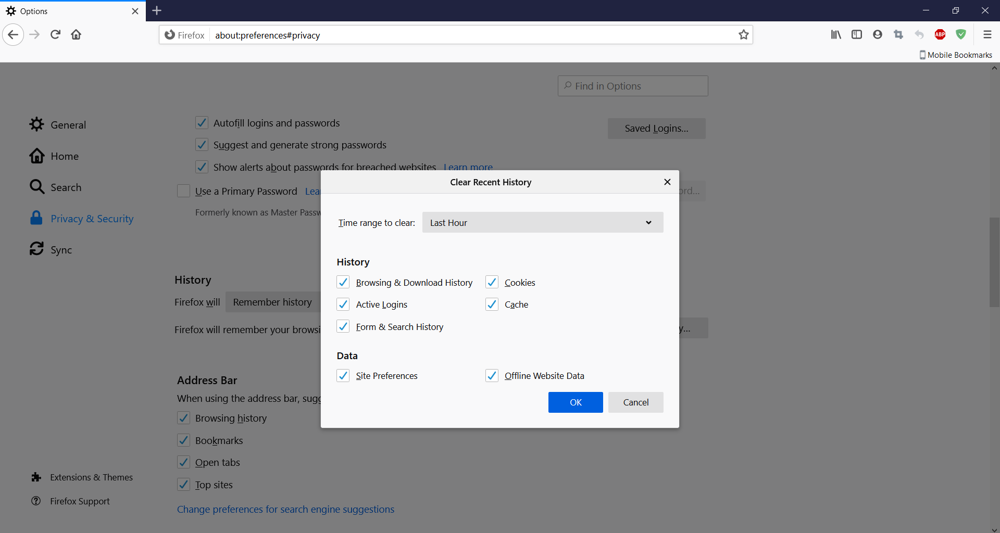 Options
Firefox about:preferences#privacy
ABP
Mobile Bookmarks
Find in Options
General
Home
Search
Privacy & Security
Sync
Extensions & Themes
Firefox Support
Autofill logins and passwords
Saved Logins...
Suggest and generate strong passwords
Show alerts about passwords for breached websites Learn more
Use a Primary Password
Formerly known as Master
History
Firefox will Remember history
Firefox will remember your
Address Bar
When using the address bar,
Browsing history
Bookmarks
Open tabs
Top sites
Change preferences for search engine suggestions
Clear Recent History
Time range to clear: Last Hour
History
Browsing & Download History Cookies
Active Logins Cache
Form & Search History
Data
Site Preferences Offline Website Data
OK Cancel